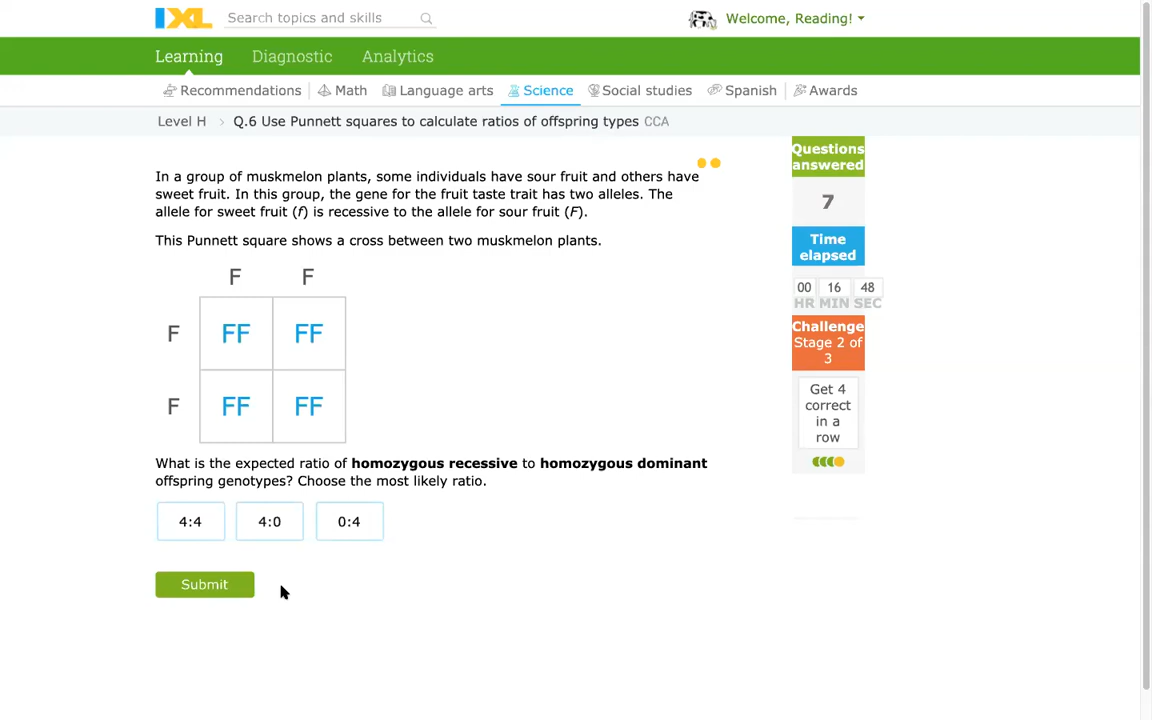 IXL
Search topics and skills
Welcome, Reading!
Learning Diagnostic Analytics
Recommendations Math Language arts Science Social studies Spanish Awards
Level H > Q.6 Use Punnett squares to calculate ratios of offspring types CCA
In a group of muskmelon plants, some individuals have sour fruit and others have
sweet fruit. In this group, the gene for the fruit taste trait has two alleles. The
allele for sweet fruit (f) is recessive to the allele for sour fruit (F).
This Punnett square shows a cross between two muskmelon plants.
F F
F FF FF
F FF FF
What is the expected ratio of homozygous recessive to homozygous dominant
offspring genotypes? Choose the most likely ratio.
4:4 4:0 0:4
Submit
Questions
answered
7
Time
elapsed
00 16 48
HR MIN SEC
Challenge
Stage 2 of
3
Get 4
correct
in a
row